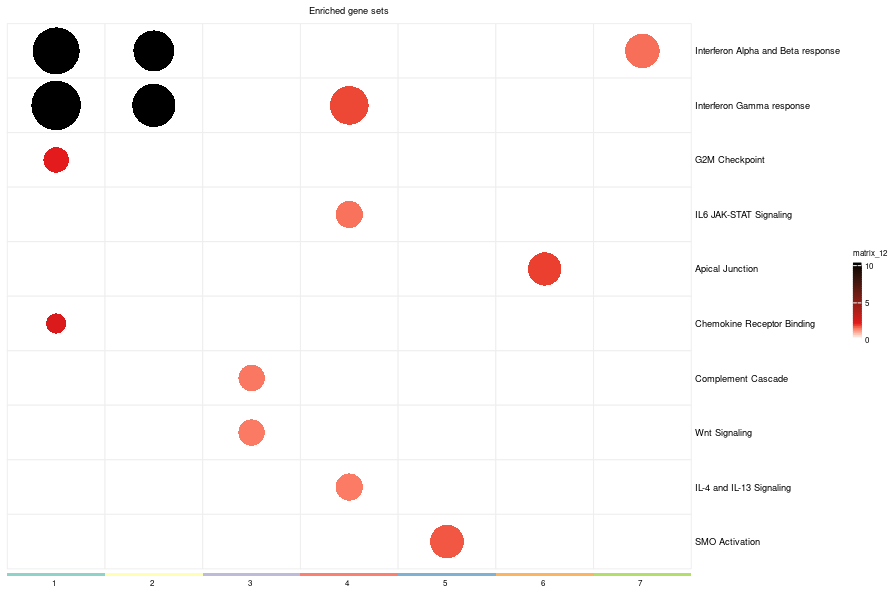 Enriched gene sets
Interferon Alpha and Beta response
Interferon Gamma response
G2M Checkpoint
IL6 JAK-STAT Signaling
Apical Junction
Chemokine Receptor Binding
Complement Cascade
Wnt Signaling
IL-4 and IL-13 Signaling
SMO Activation
matrix_12
10
5
0
1 2 3 4 5 6 7